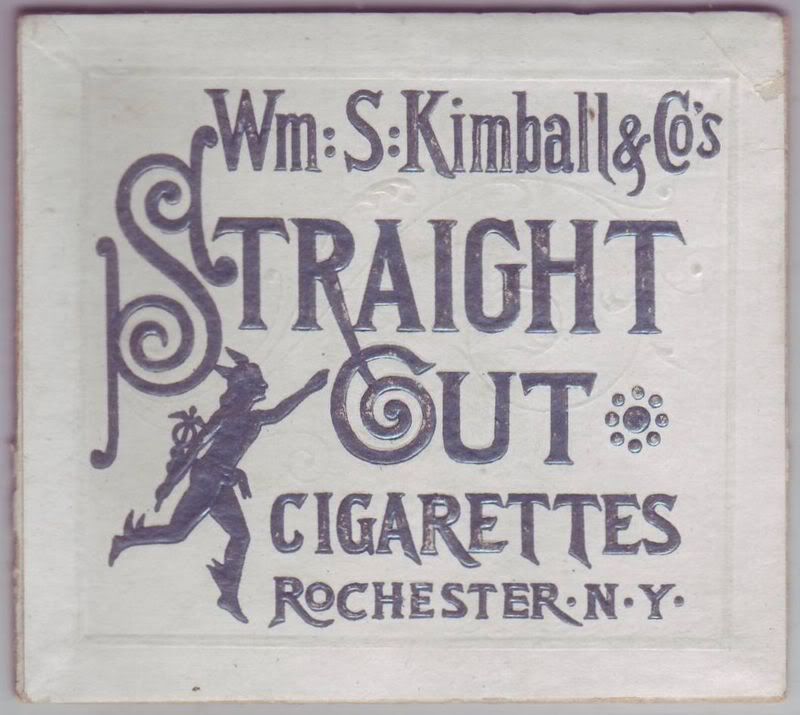 Wm: S: Kimball & Co's
STRAIGHT
CUT
CIGARETTES
ROCHESTER·N·Y·